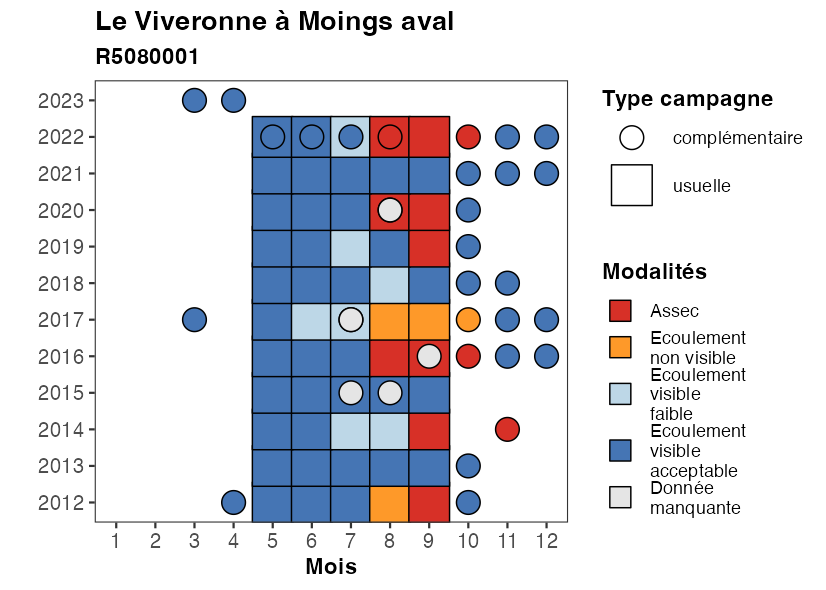 Le Viveronne à Moings aval
R5080001
2023
2022
2021
2020
2019
2018
2017
2016
2015
2014
2013
2012
1 2 3 4 5 6 7 8 9 10 11 12
Mois
Type campagne
complémentaire
usuelle
Modalités
Assec
Ecoulement
non visible
Ecoulement
visible
faible
Ecoulement
visible
acceptable
Donnée
manquante